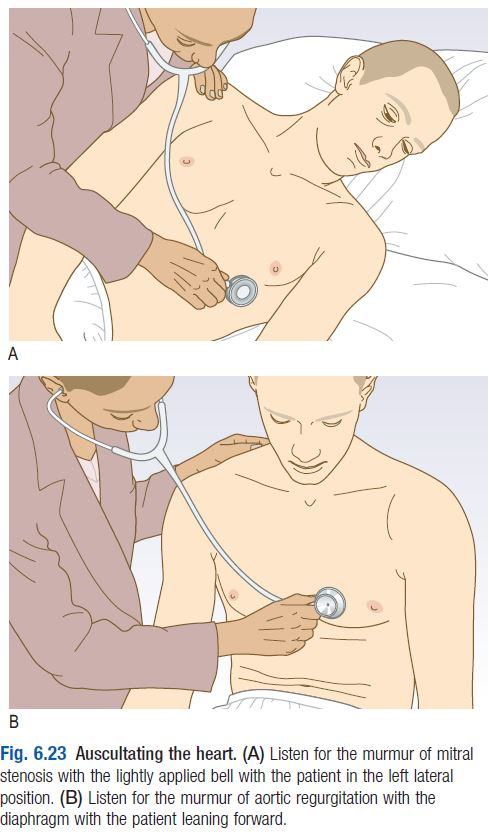 A
B
Fig. 6.23 Auscultating the heart. (A) Listen for the murmur of mitral
stenosis with the lightly applied bell with the patient in the left lateral
position. (B) Listen for the murmur of aortic regurgitation with the
diaphragm with the patient leaning forward.